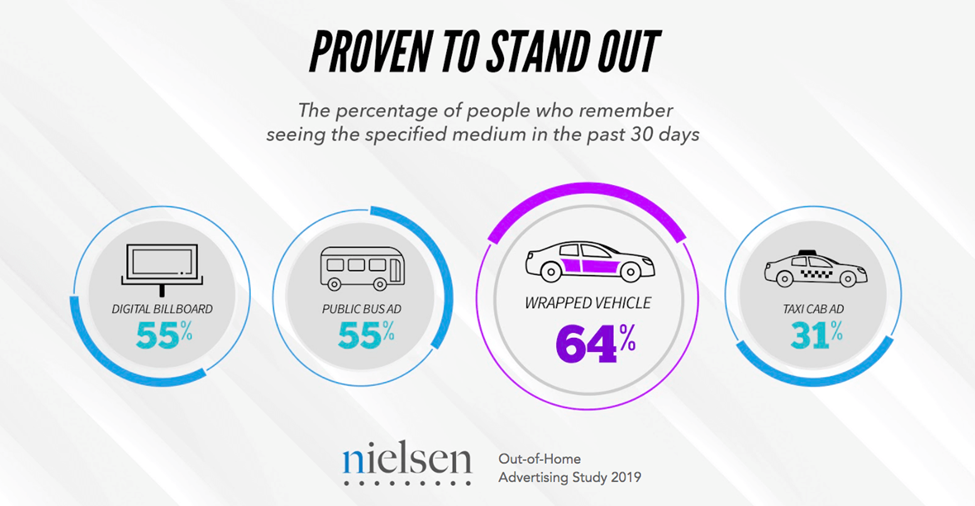 PROVEN TO STAND OUT
The percentage of people who remember
seeing the specified medium in the past 30 days
DIGITAL BILLBOARD
55%
PUBLIC BUS AD
55%
WRAPPED VEHICLE
64%
TAXI CAB AD
31%
nielsen
Out-of-Home
Advertising Study 2019